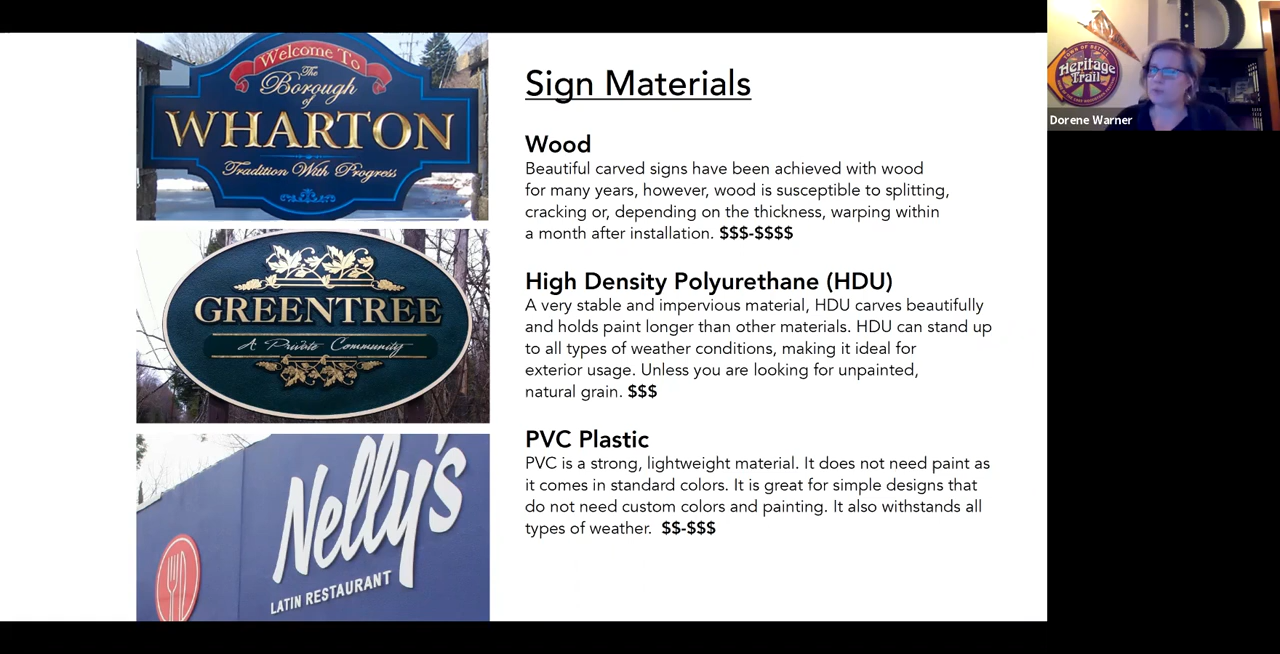 Welcome To
The
Borough
of
WHARTON
Tradition With Progress
GREENTREE
A Private Community
Nelly's
LATIN RESTAURANT
Sign Materials
Wood
Beautiful carved signs have been achieved with wood
for many years, however, wood is susceptible to splitting,
cracking or, depending on the thickness, warping within
a month after installation. $$$-$$$$
High Density Polyurethane (HDU)
A very stable and impervious material, HDU carves beautifully
and holds paint longer than other materials. HDU can stand up
to all types of weather conditions, making it ideal for
exterior usage. Unless you are looking for unpainted,
natural grain. $$$
PVC Plastic
PVC is a strong, lightweight material. It does not need paint as
it comes in standard colors. It is great for simple designs that
do not need custom colors and painting. It also withstands all
types of weather. $$-$$$
TOWN OF BETHEL
Heritage
Trail
D
Dorene Warner